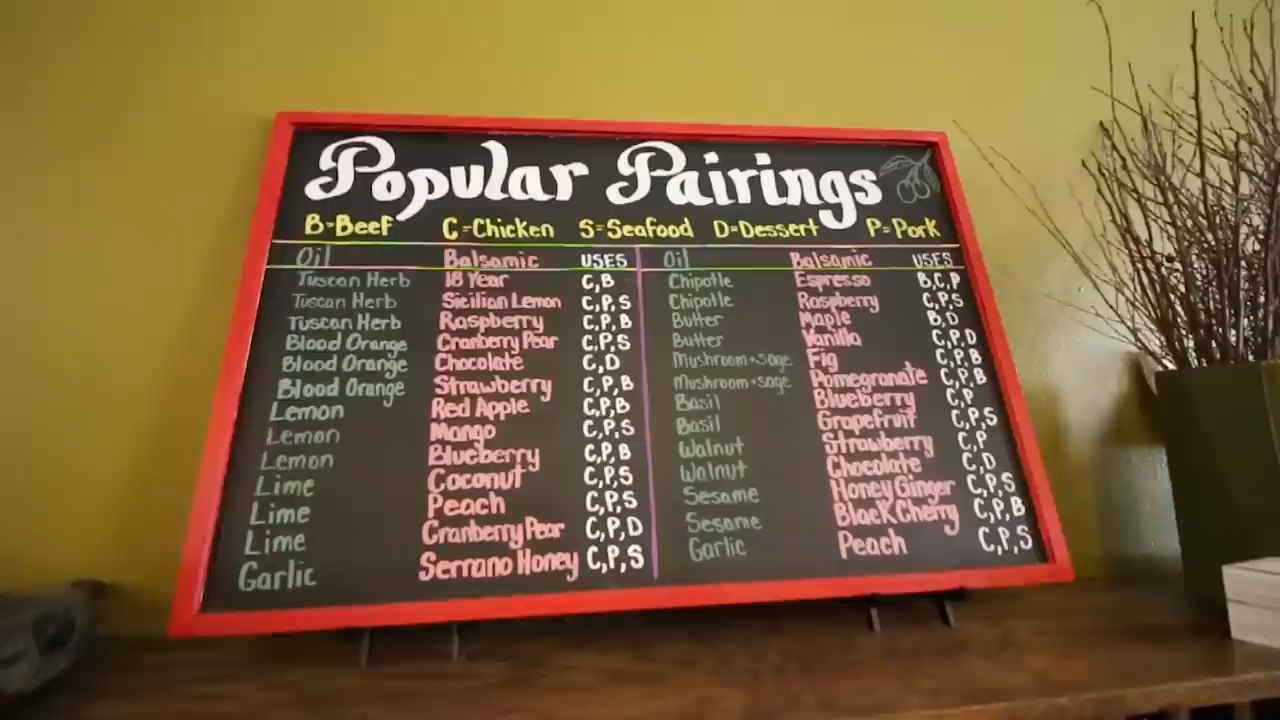 Popular Pairings
B=Beef C=Chicken S=Seafood D=Dessert P=Pork
Oil Balsamic USES Oil Balsamic USES
Tuscan Herb 18 Year C,B Chipotle Espresso B,C,P
Tuscan Herb Sicilian Lemon C,P,S Chipotle Raspberry C,P,S
Tuscan Herb Raspberry C,P,B Butter Maple B,D
Blood Orange Cranberry Pear C,P,S Butter Vanilla C,P,D
Blood Orange Chocolate C,D Mushroom+sage Fig C,P,B
Blood Orange Strawberry C,P,B Mushroom+sage Pomegranate C,P,B
Lemon Red Apple C,P,B Basil Blueberry C,P
Lemon Mango C,P,S Basil Grapefruit C,P,S
Lemon Blueberry C,P,B Walnut Strawberry C,P
Lime Coconut C,P,S Walnut Chocolate C,D
Lime Peach C,P,S Sesame Honey Ginger C,P,S
Lime Cranberry Pear C,P,D Sesame Black Cherry C,P,B
Garlic Serrano Honey C,P,S Garlic Peach C,P,S